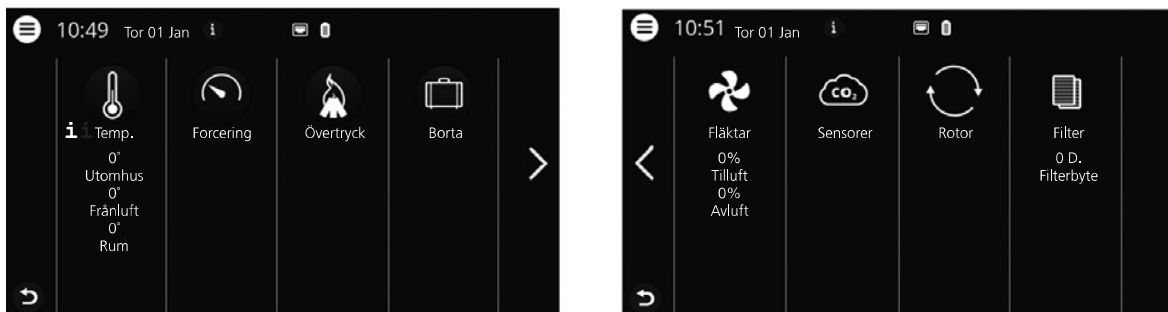 10:49 Tor 01 Jan i
i Temp.
0°
Utomhus
0°
Frånluft
0°
Rum
Forcering
Övertryck
Borta
10:51 Tor 01 Jan i
Fläktar
0%
Tilluft
0%
Avluft
CO₂
Sensorer
Rotor
Filter
0 D.
Filterbyte